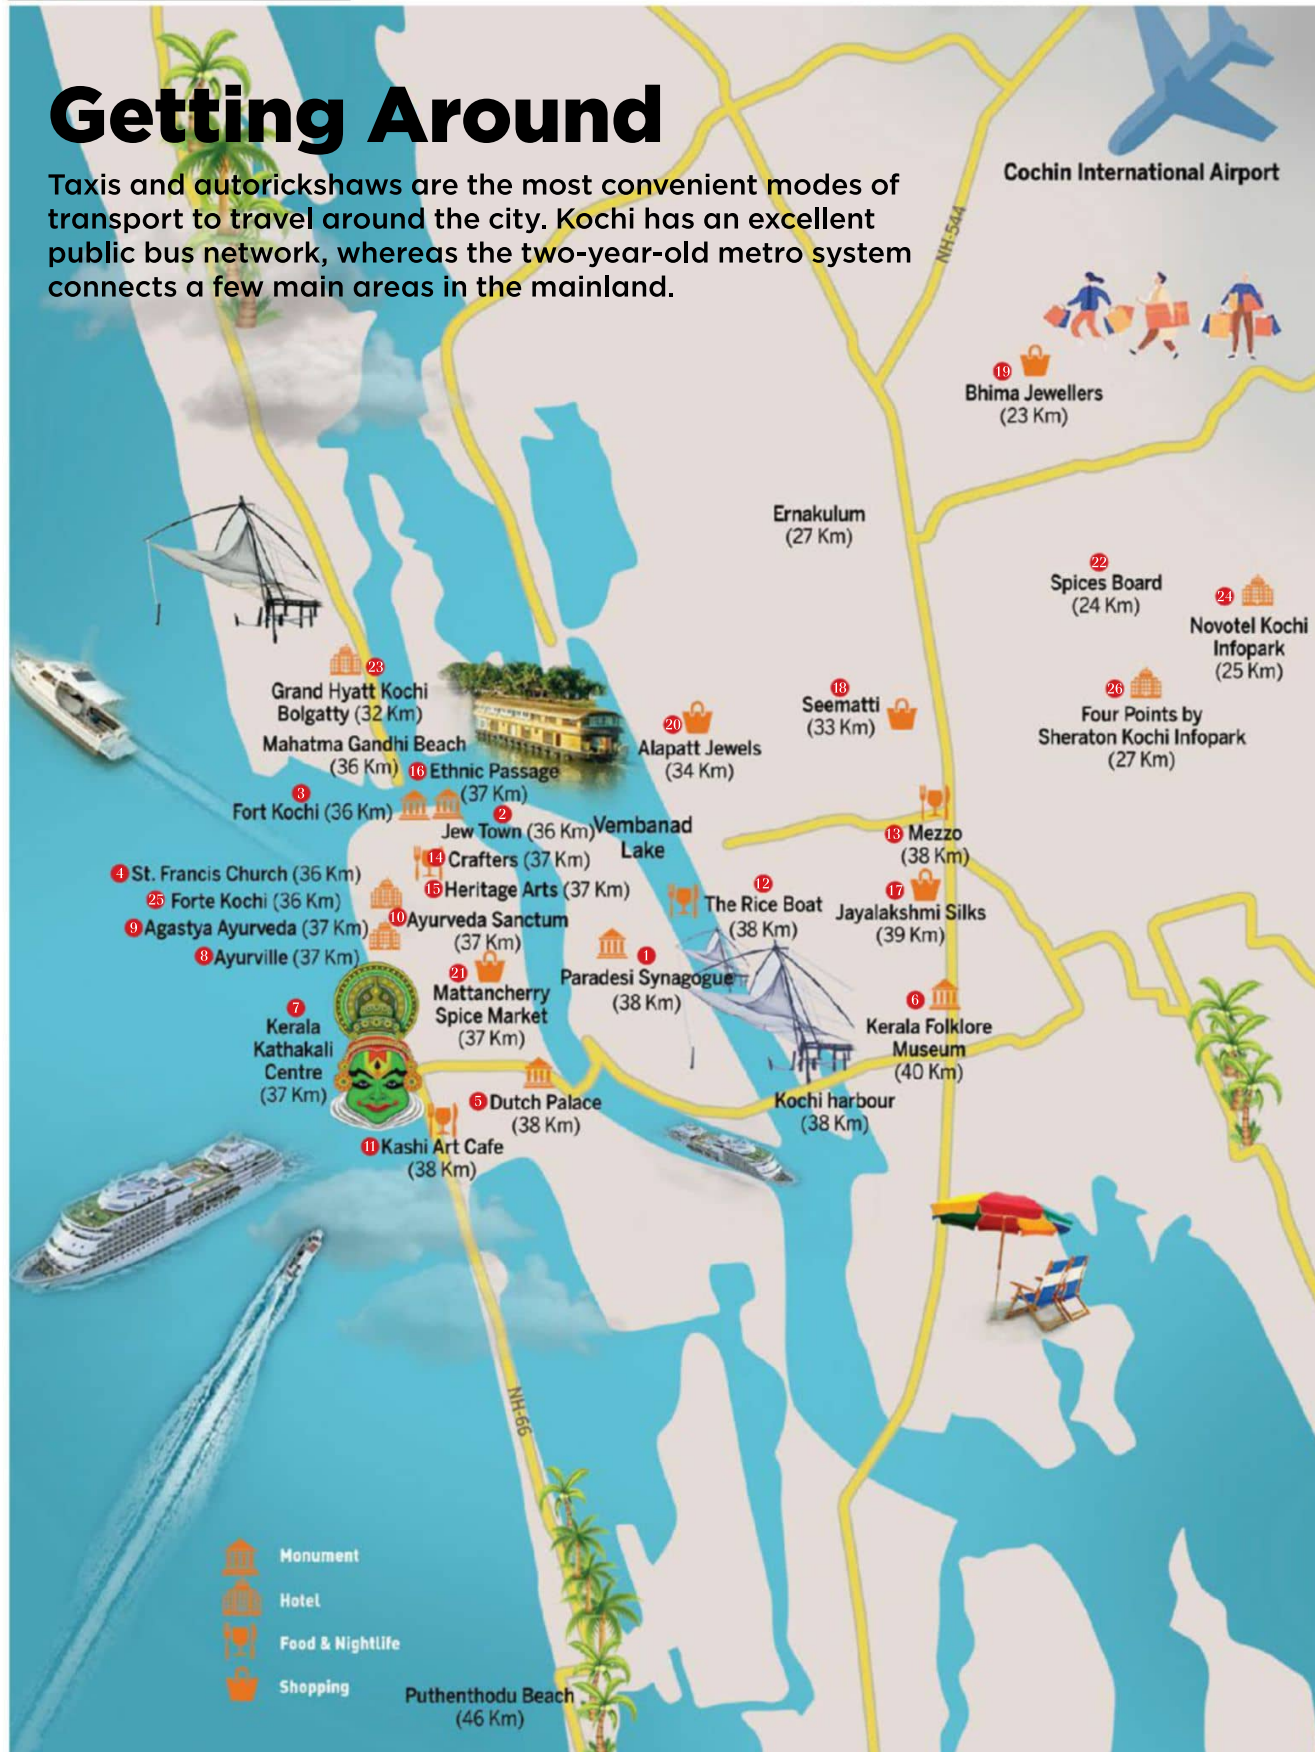 Getting Around
Taxis and autorickshaws are the most convenient modes of
transport to travel around the city. Kochi has an excellent
public bus network, whereas the two-year-old metro system
connects a few main areas in the mainland.
Cochin International Airport
NH-544
19
Bhima Jewellers
(23 Km)
Ernakulum
(27 Km)
22
Spices Board
(24 Km)
24
Novotel Kochi
Infopark
(25 Km)
26
Four Points by
Sheraton Kochi Infopark
(27 Km)
23
Grand Hyatt Kochi
Bolgatty (32 Km)
Mahatma Gandhi Beach
(36 Km)
16 Ethnic Passage
(37 Km)
18
Seematti
(33 Km)
20
Alapatt Jewels
(34 Km)
3
Fort Kochi (36 Km)
2
Jew Town (36 Km)
Vembanad
Lake
13 Mezzo
(38 Km)
14 Crafters (37 Km)
4 St. Francis Church (36 Km)
15 Heritage Arts (37 Km)
25 Forte Kochi (36 Km)
12
The Rice Boat
(38 Km)
17
Jayalakshmi Silks
(39 Km)
9 Agastya Ayurveda (37 Km)
10 Ayurveda Sanctum
(37 Km)
8 Ayurville (37 Km)
21
Mattancherry
Spice Market
(37 Km)
1
Paradesi Synagogue
(38 Km)
7
Kerala
Kathakali
Centre
(37 Km)
6
Kerala Folklore
Museum
(40 Km)
5 Dutch Palace
(38 Km)
Kochi harbour
(38 Km)
11 Kashi Art Cafe
(38 Km)
NH-66
Monument
Hotel
Food & Nightlife
Shopping
Puthenthodu Beach
(46 Km)